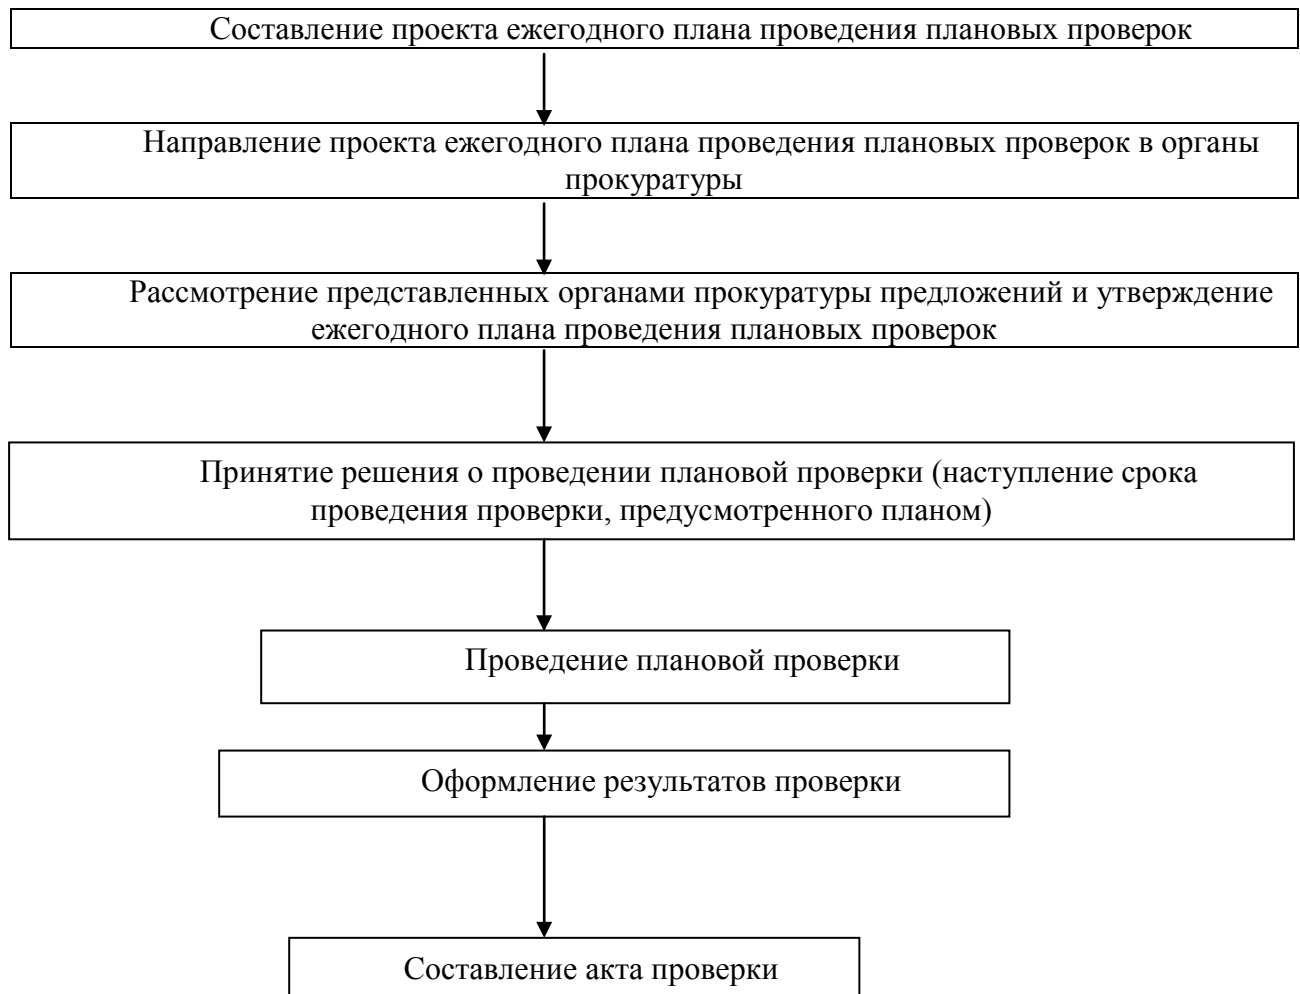 Составление проекта ежегодного плана проведения плановых проверок
Направление проекта ежегодного плана проведения плановых проверок в органы
прокуратуры
Рассмотрение представленных органами прокуратуры предложений и утверждение
ежегодного плана проведения плановых проверок
Принятие решения о проведении плановой проверки (наступление срока
проведения проверки, предусмотренного планом)
Проведение плановой проверки
Оформление результатов проверки
Составление акта проверки